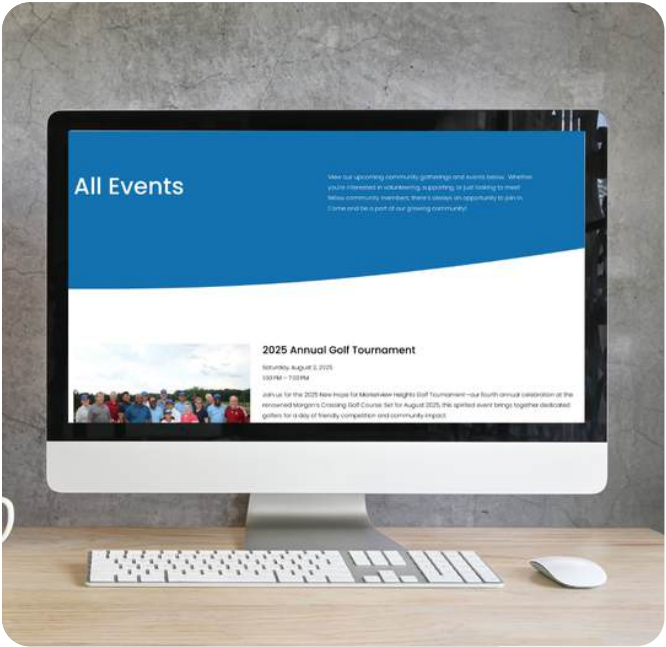 All Events
View our upcoming community gatherings and events below. Whether
you're interested in volunteering, supporting, or just looking to meet
fellow community members, there's always an opportunity to join in.
Come and be a part of our growing community!
2025 Annual Golf Tournament
Saturday, August 2, 2025
1:00 PM – 7:00 PM
Join us for the 2025 New Hope for Marketview Heights Golf Tournament—our fourth annual celebration at the
renowned Morgan's Crossing Golf Course. Set for August 2025, this spirited event brings together dedicated
golfers for a day of friendly competition and community impact.